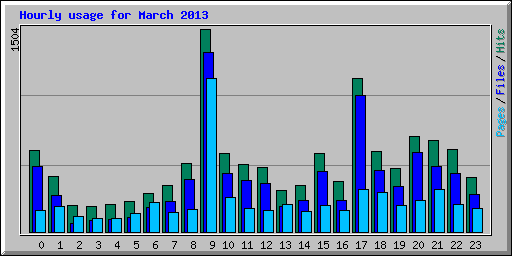 Hourly usage for March 2013
1504
Pages / Files / Hits
0 1 2 3 4 5 6 7 8 9 10 11 12 13 14 15 16 17 18 19 20 21 22 23